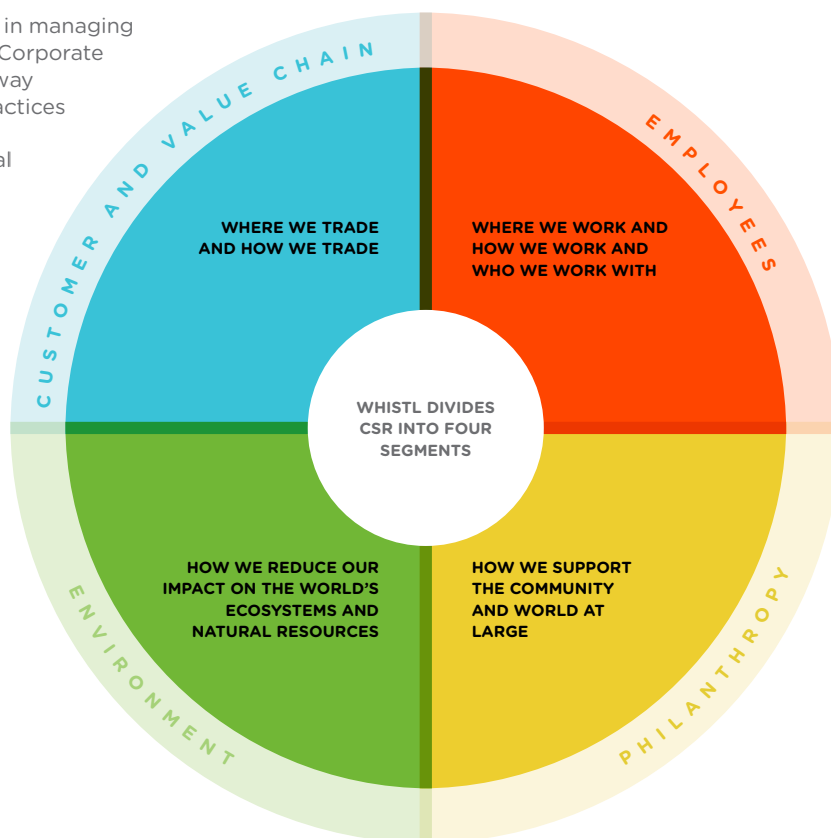 in managing
Corporate
way
actices
al
CUSTOMER AND VALUE CHAIN
EMPLOYEES
WHERE WE TRADE
AND HOW WE TRADE
WHERE WE WORK AND
HOW WE WORK AND
WHO WE WORK WITH
WHISTL DIVIDES
CSR INTO FOUR
SEGMENTS
HOW WE REDUCE OUR
IMPACT ON THE WORLD'S
ECOSYSTEMS AND
NATURAL RESOURCES
HOW WE SUPPORT
THE COMMUNITY
AND WORLD AT
LARGE
ENVIRONMENT
PHILANTHROPY